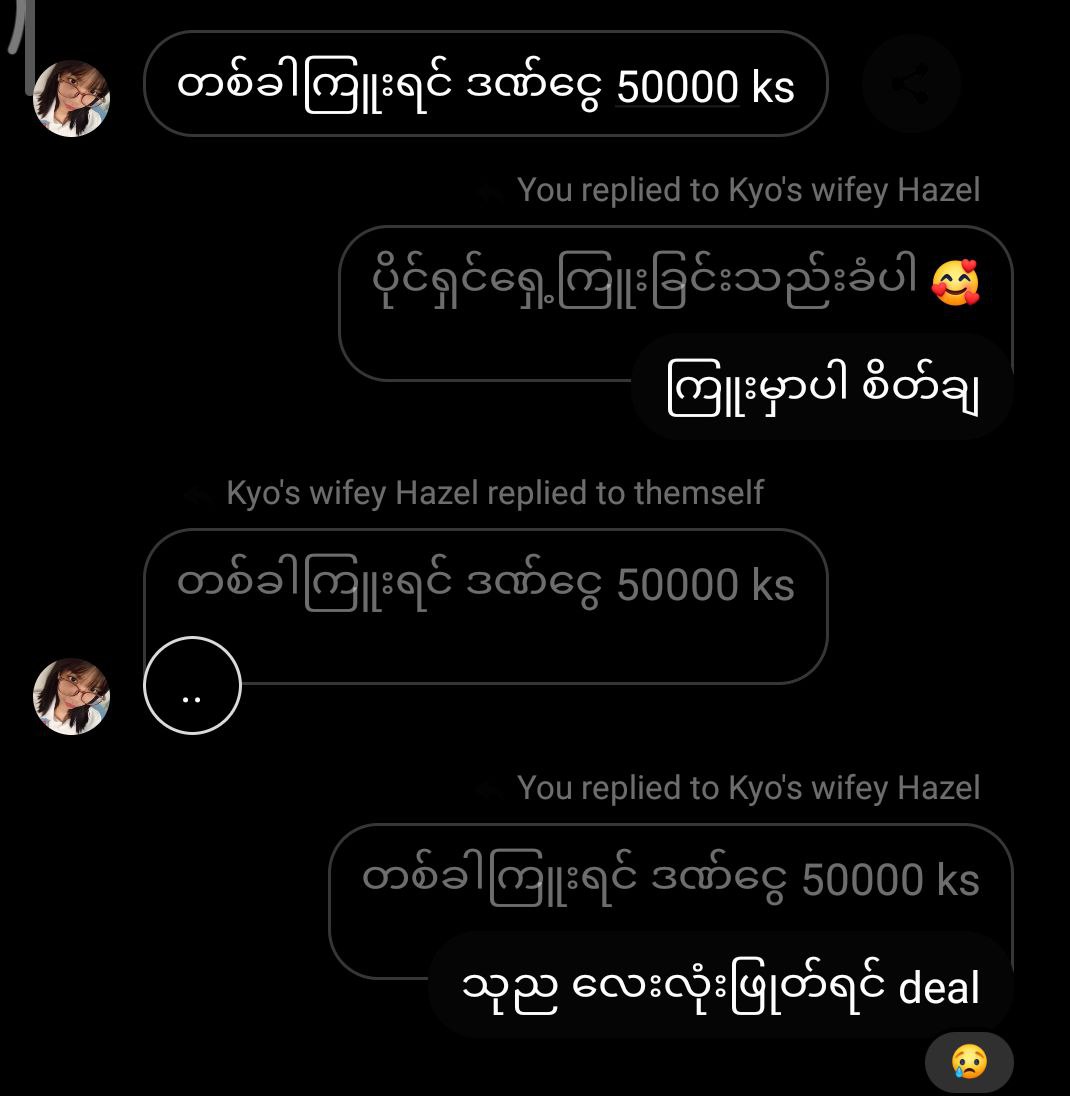 တစ်ခါကြူးရင် ဒဏ်ငွေ 50000 ks
You replied to Kyo's wifey Hazel
ပိုင်ရှင်ရှေ့ကြူးခြင်းသည်းခံပါ 🥰
ကြူးမှာပါ စိတ်ချ
Kyo's wifey Hazel replied to themself
တစ်ခါကြူးရင် ဒဏ်ငွေ 50000 ks
..
You replied to Kyo's wifey Hazel
တစ်ခါကြူးရင် ဒဏ်ငွေ 50000 ks
သုည လေးလုံးဖြုတ်ရင် deal
😢